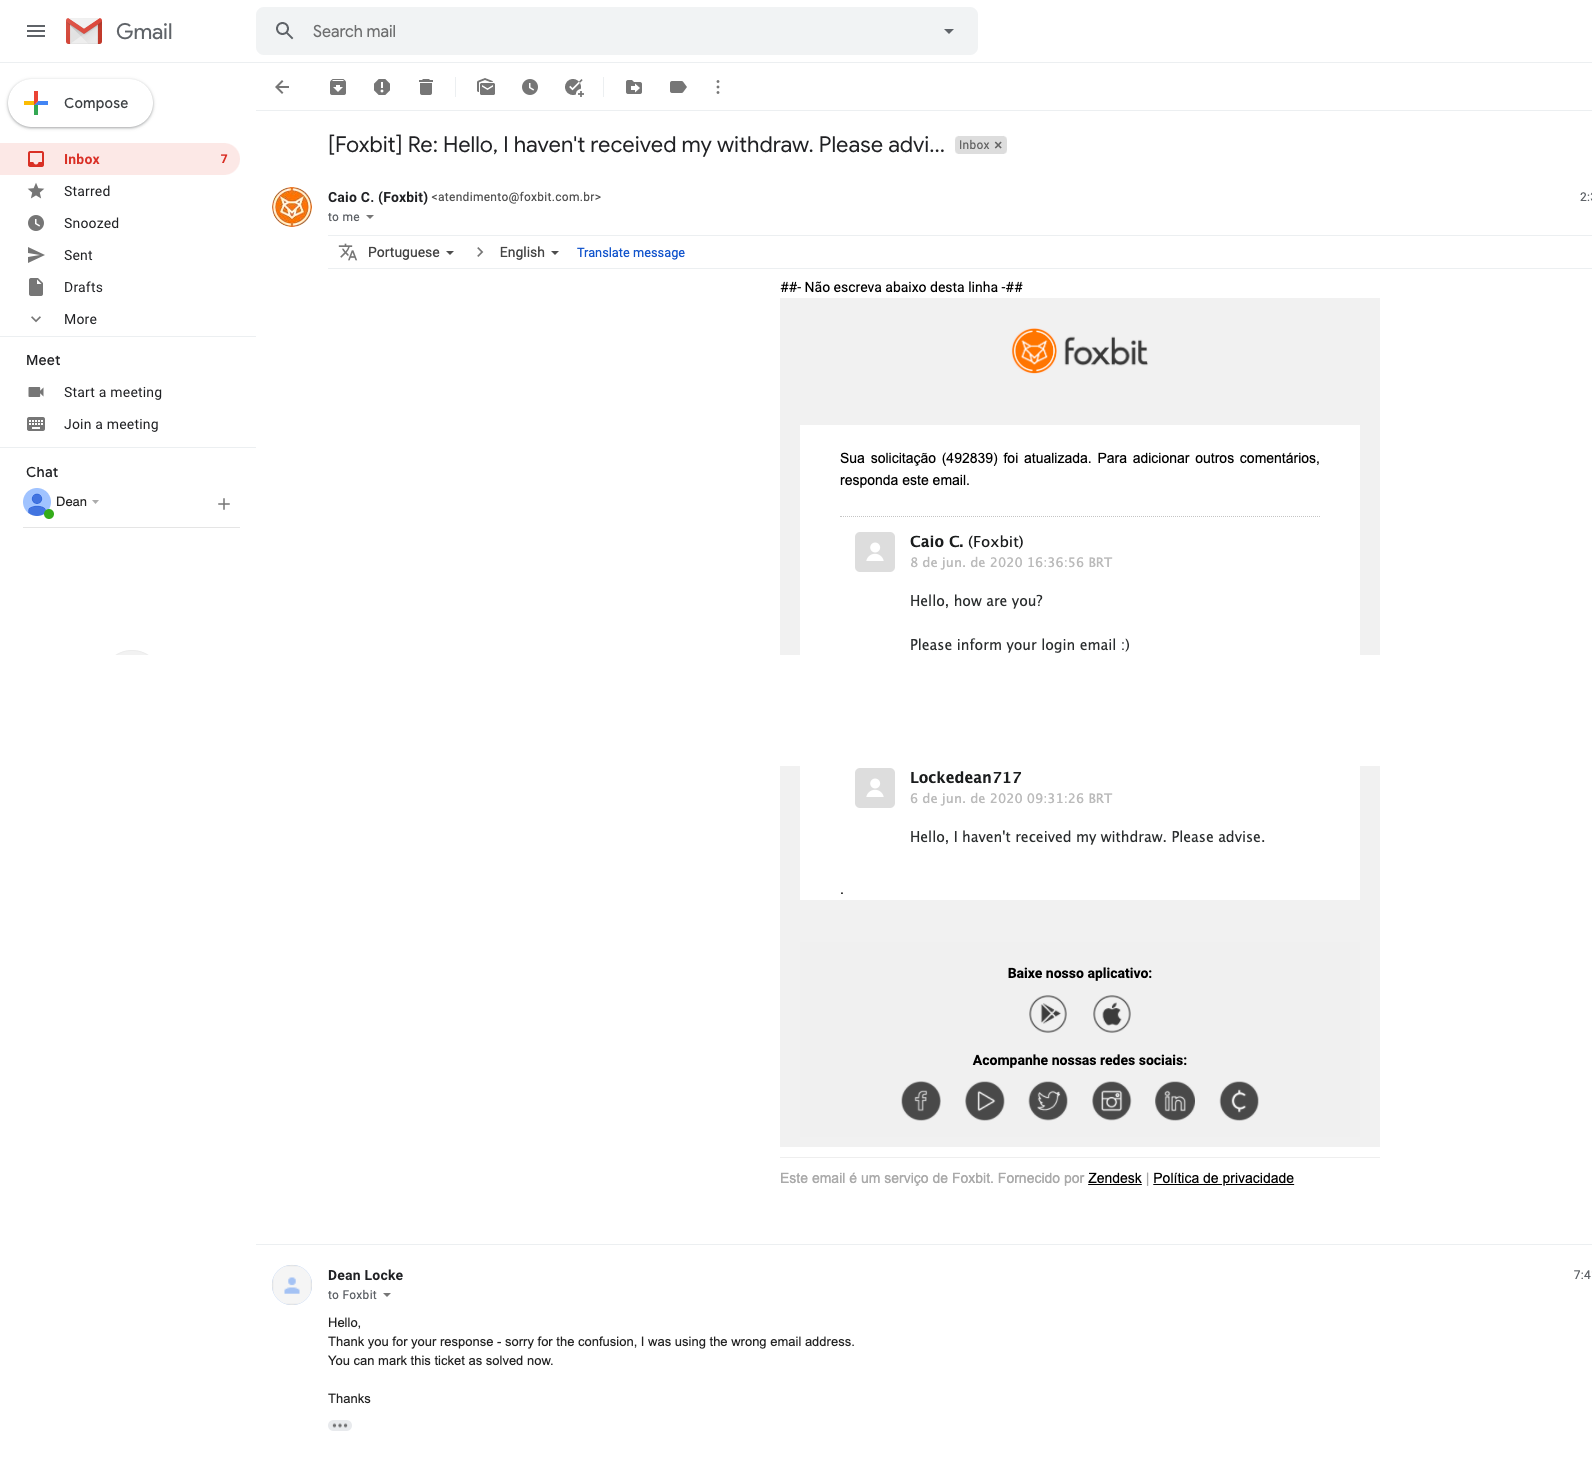 Gmail
Search mail
Compose
Inbox 7
Starred
Snoozed
Sent
Drafts
More
Meet
Start a meeting
Join a meeting
Chat
Dean
[Foxbit] Re: Hello, I haven't received my withdraw. Please advi... Inbox ×
Caio C. (Foxbit) <atendimento@foxbit.com.br>
to me
Portuguese > English Translate message
##- Não escreva abaixo desta linha -##
foxbit
Sua solicitação (492839) foi atualizada. Para adicionar outros comentários,
responda este email.
Caio C. (Foxbit)
8 de jun. de 2020 16:36:56 BRT
Hello, how are you?
Please inform your login email :)
Lockedean717
6 de jun. de 2020 09:31:26 BRT
Hello, I haven't received my withdraw. Please advise.
.
Baixe nosso aplicativo:
Acompanhe nossas redes sociais:
Este email é um serviço de Foxbit. Fornecido por Zendesk | Política de privacidade
Dean Locke
to Foxbit
7:4
Hello,
Thank you for your response - sorry for the confusion, I was using the wrong email address.
You can mark this ticket as solved now.
Thanks